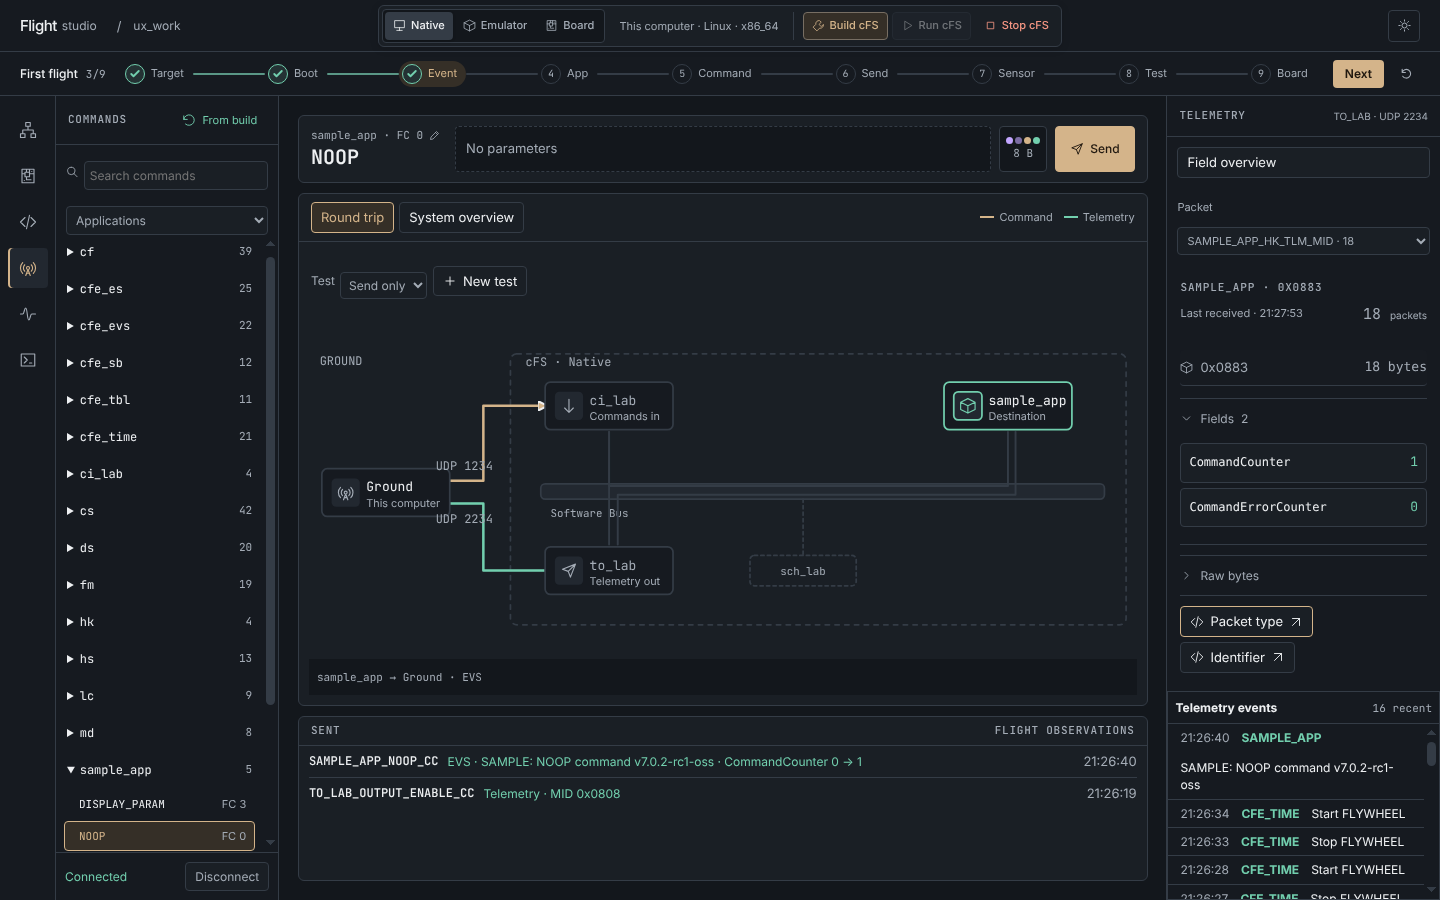 Flight studio / ux_work
Native Emulator Board This computer · Linux · x86_64 Build cFS Run cFS Stop cFS
First flight 3/9 Target Boot Event 4 App 5 Command 6 Send 7 Sensor 8 Test 9 Board Next
COMMANDS From build
Search commands
Applications
cf 39
cfe_es 25
cfe_evs 22
cfe_sb 12
cfe_tbl 11
cfe_time 21
ci_lab 4
cs 42
ds 20
fm 19
hk 4
hs 13
lc 9
md 8
sample_app 5
DISPLAY_PARAM FC 3
NOOP FC 0
Connected Disconnect
sample_app · FC 0
NOOP
No parameters
8 B
Send
Round trip System overview Command Telemetry
Test Send only New test
GROUND
cFS · Native
ci_lab
Commands in
sample_app
Destination
UDP 1234
Ground
This computer
UDP 2234
Software Bus
to_lab
Telemetry out
sch_lab
sample_app → Ground · EVS
SENT FLIGHT OBSERVATIONS
SAMPLE_APP_NOOP_CC EVS · SAMPLE: NOOP command v7.0.2-rc1-oss · CommandCounter 0 → 1 21:26:40
TO_LAB_OUTPUT_ENABLE_CC Telemetry · MID 0x0808 21:26:19
TELEMETRY TO_LAB · UDP 2234
Field overview
Packet
SAMPLE_APP_HK_TLM_MID · 18
SAMPLE_APP · 0X0883
Last received · 21:27:53 18 packets
0x0883 18 bytes
Fields 2
CommandCounter 1
CommandErrorCounter 0
Raw bytes
Packet type
Identifier
Telemetry events 16 recent
21:26:40 SAMPLE_APP
SAMPLE: NOOP command v7.0.2-rc1-
oss
21:26:34 CFE_TIME Start FLYWHEEL
21:26:33 CFE_TIME Stop FLYWHEEL
21:26:28 CFE_TIME Start FLYWHEEL
21:26:27 CFE_TIME Stop FLYWHEEL